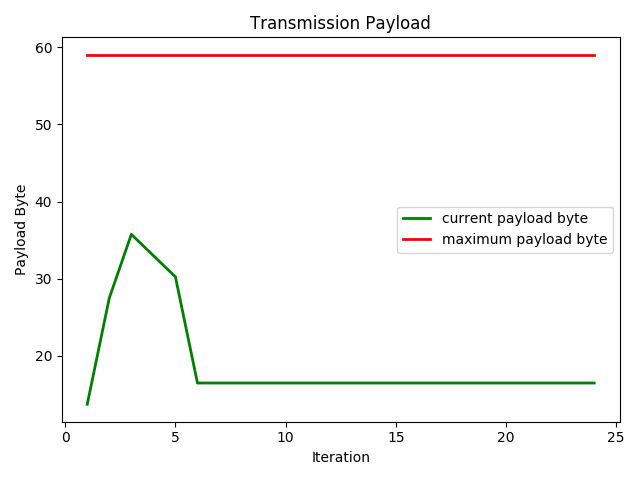 Transmission Payload
60
50
40
30
20
Payload Byte
current payload byte
maximum payload byte
0
5
10
15
20
25
Iteration